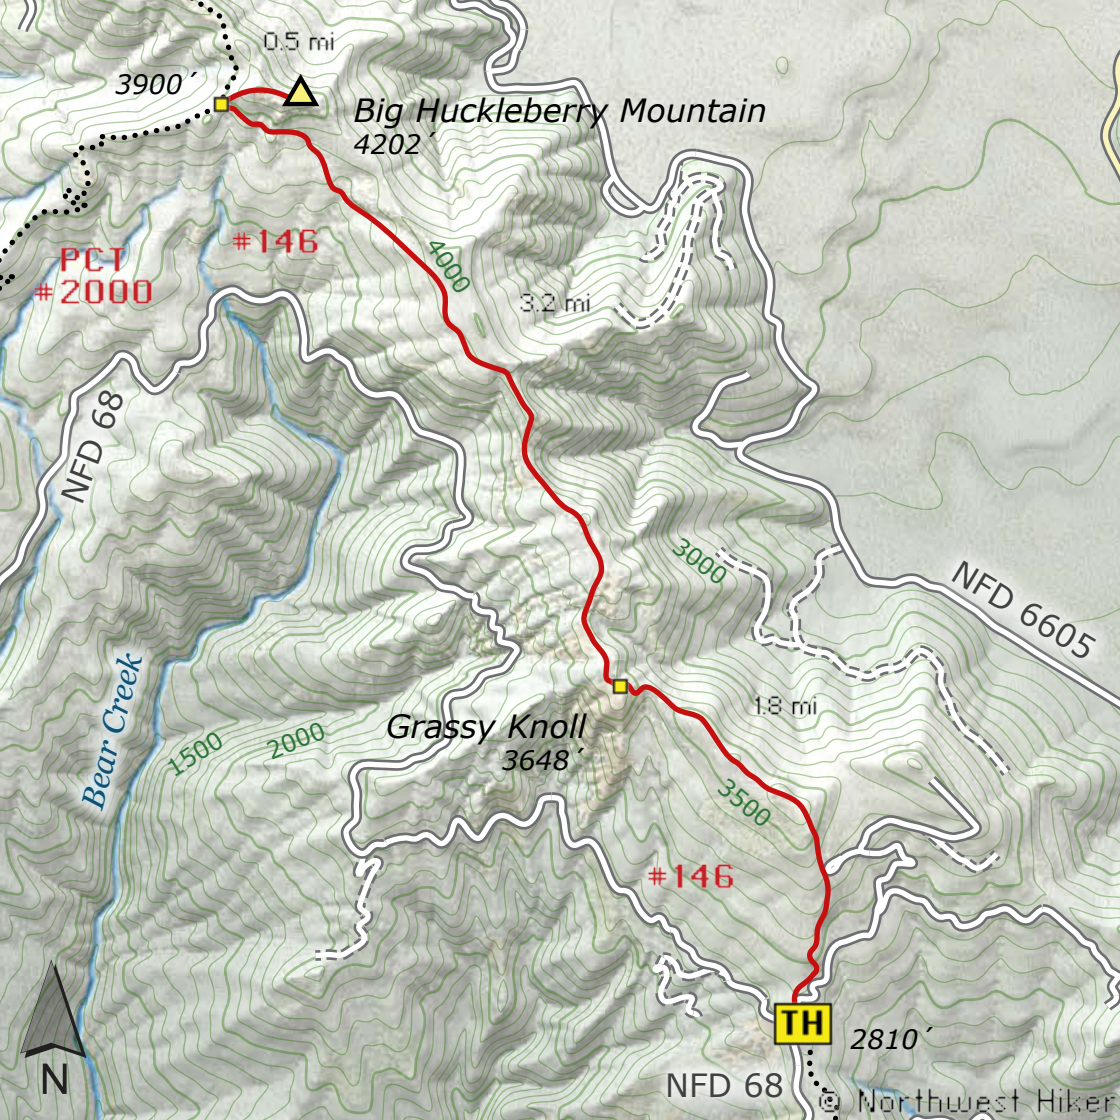 0.5 mi
3900´
Big Huckleberry Mountain
4202´
#146
PCT
#2000
4000
3.2 mi
NFD 68
3000
NFD 6605
Bear Creek
1500
2000
Grassy Knoll
3648´
1.8 mi
3500
#146
TH
2810´
N
NFD 68
© Northwest Hiker